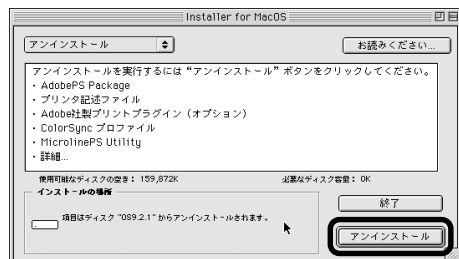 Installer for MacOS
アンインストール
お読みください...
アンインストールを実行するには“アンインストール”ボタンをクリックしてください。
・AdobePS Package
・プリンタ記述ファイル
・Adobe社製プリントプラグイン（オプション）
・ColorSync プロファイル
・MicrolinePS Utility
・詳細...
使用可能なディスクの空き： 159,872K
必要なディスク容量： 0K
インストールの場所
項目はディスク “OS9.2.1” からアンインストールされます。
終了
アンインストール